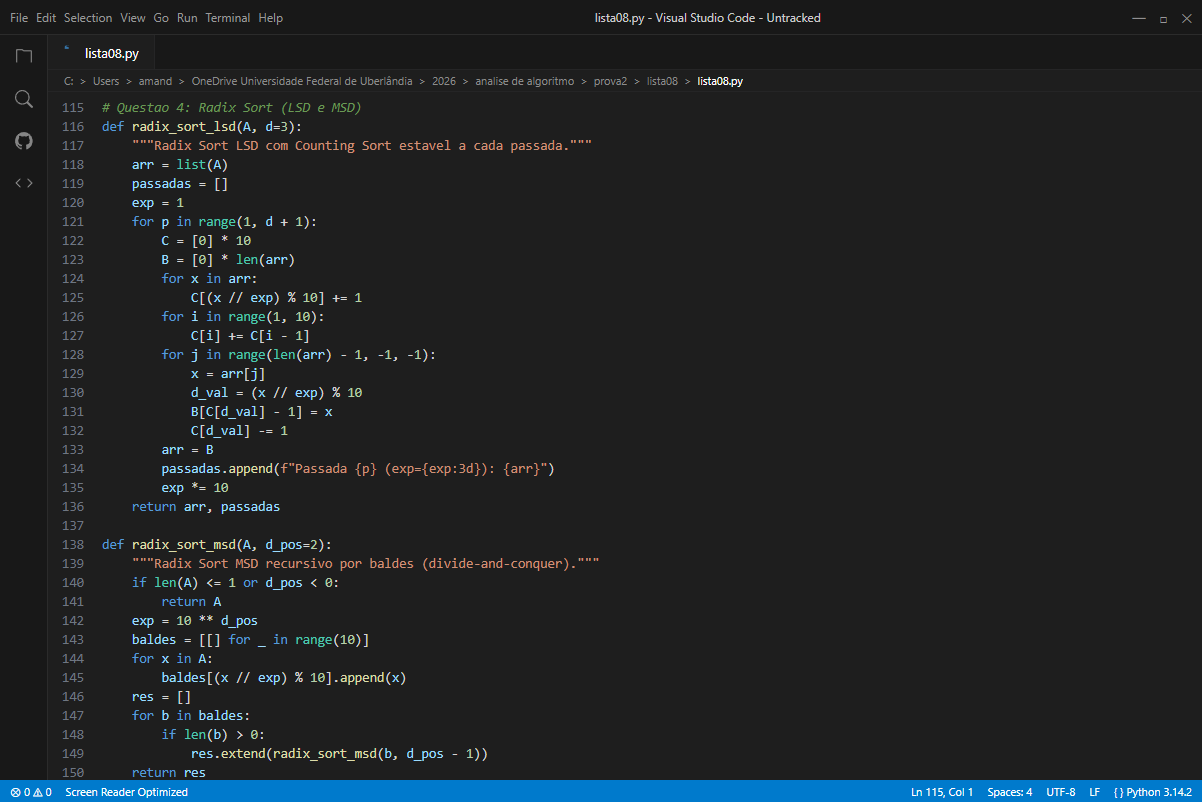 File Edit Selection View Go Run Terminal Help
lista08.py - Visual Studio Code - Untracked
lista08.py
C: > Users > amand > OneDrive Universidade Federal de Uberlândia > 2026 > analise de algoritmo > prova2 > lista08 > lista08.py
115 # Questao 4: Radix Sort (LSD e MSD)
116 def radix_sort_lsd(A, d=3):
117     """Radix Sort LSD com Counting Sort estavel a cada passada."""
118     arr = list(A)
119     passadas = []
120     exp = 1
121     for p in range(1, d + 1):
122         C = [0] * 10
123         B = [0] * len(arr)
124         for x in arr:
125             C[(x // exp) % 10] += 1
126         for i in range(1, 10):
127             C[i] += C[i - 1]
128         for j in range(len(arr) - 1, -1, -1):
129             x = arr[j]
130             d_val = (x // exp) % 10
131             B[C[d_val] - 1] = x
132             C[d_val] -= 1
133         arr = B
134         passadas.append(f"Passada {p} (exp={exp:3d}): {arr}")
135         exp *= 10
136     return arr, passadas
137
138 def radix_sort_msd(A, d_pos=2):
139     """Radix Sort MSD recursivo por baldes (divide-and-conquer)."""
140     if len(A) <= 1 or d_pos < 0:
141         return A
142     exp = 10 ** d_pos
143     baldes = [[] for _ in range(10)]
144     for x in A:
145         baldes[(x // exp) % 10].append(x)
146     res = []
147     for b in baldes:
148         if len(b) > 0:
149             res.extend(radix_sort_msd(b, d_pos - 1))
150     return res
0 0 Screen Reader Optimized Ln 115, Col 1 Spaces: 4 UTF-8 LF { } Python 3.14.2